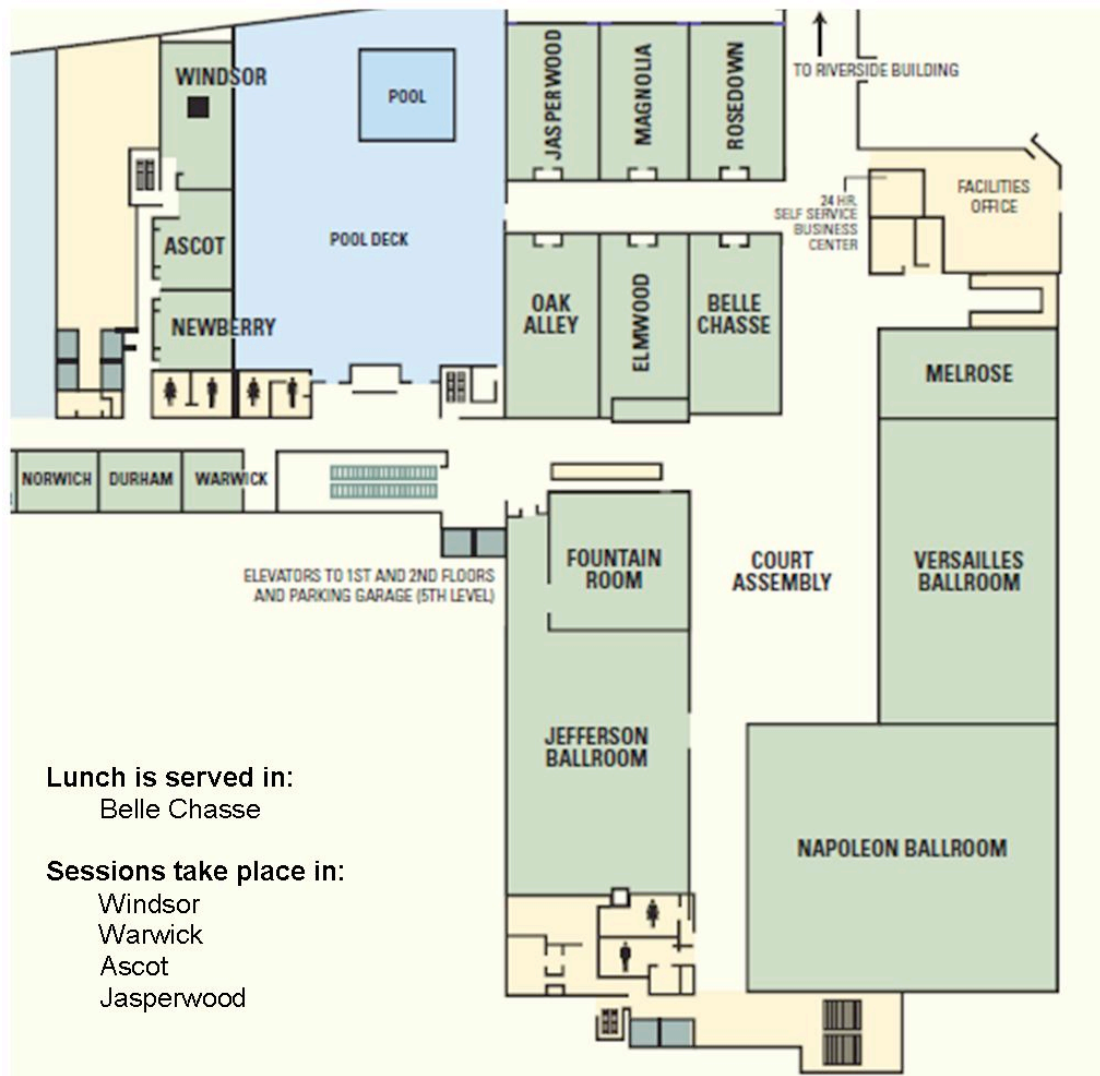 WINDSOR
POOL
JASPERWOOD
MAGNOLIA
ROSEDOWN
TO RIVERSIDE BUILDING
FACILITIES
OFFICE
24 HR.
SELF SERVICE
BUSINESS
CENTER
ASCOT
POOL DECK
NEWBERRY
OAK
ALLEY
ELMWOOD
BELLE
CHASSE
MELROSE
NORWICH
DURHAM
WARWICK
FOUNTAIN
ROOM
COURT
ASSEMBLY
VERSAILLES
BALLROOM
ELEVATORS TO 1ST AND 2ND FLOORS
AND PARKING GARAGE (5TH LEVEL)
JEFFERSON
BALLROOM
NAPOLEON BALLROOM
Lunch is served in:
Belle Chasse
Sessions take place in:
Windsor
Warwick
Ascot
Jasperwood